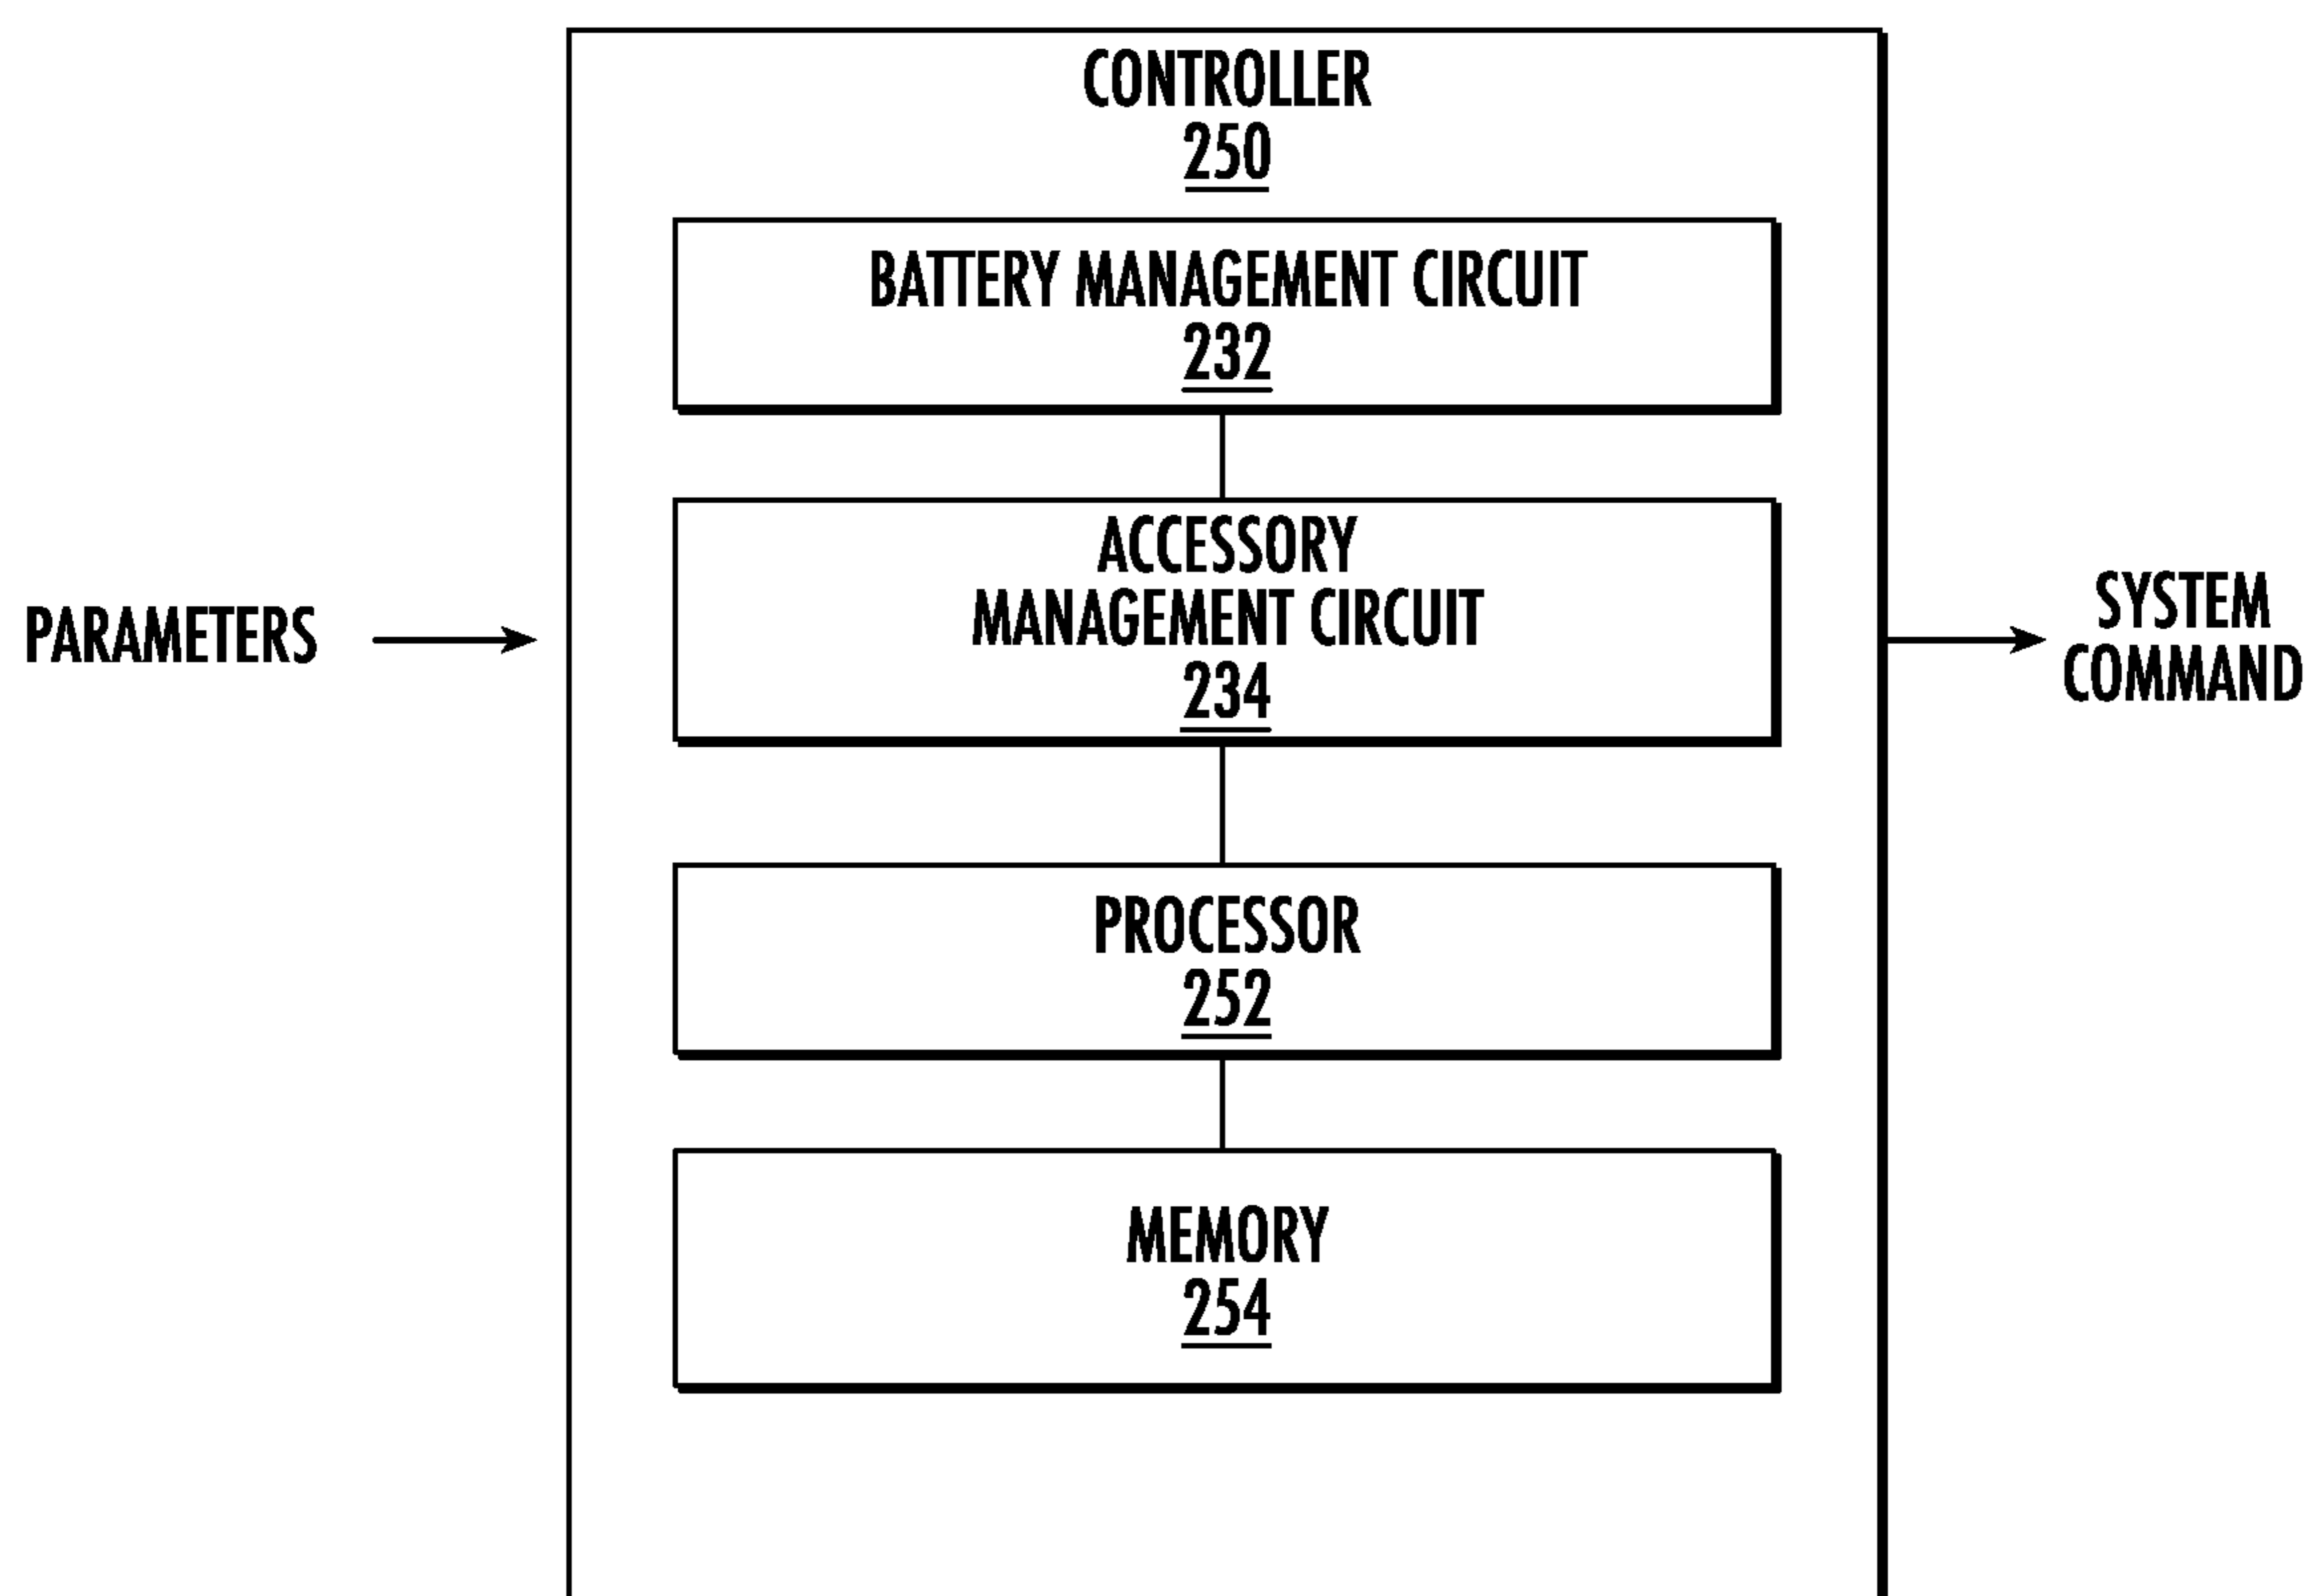 CONTROLLER
250
BATTERY MANAGEMENT CIRCUIT
232
ACCESSORY
MANAGEMENT CIRCUIT
234
PARAMETERS
SYSTEM
COMMAND
PROCESSOR
252
MEMORY
254